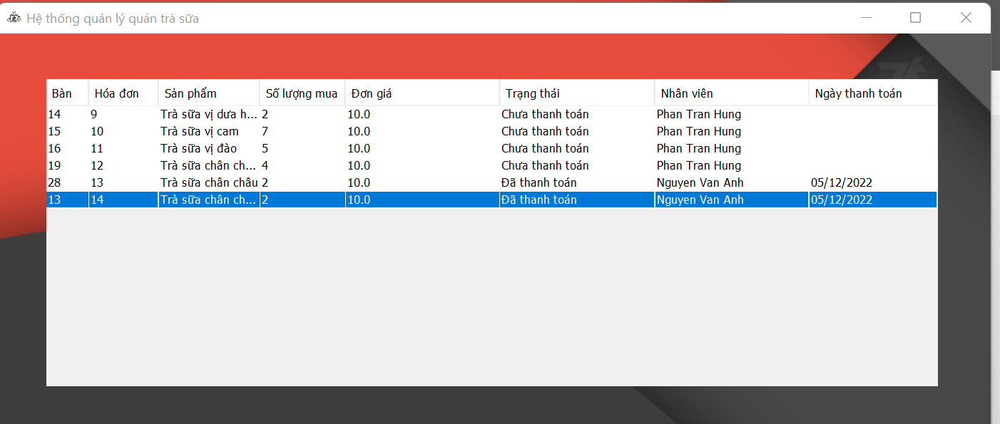 Hệ thống quản lý quán trà sữa
Bàn Hóa đơn Sản phẩm Số lượng mua Đơn giá Trạng thái Nhân viên Ngày thanh toán
14 9 Trà sữa vị dưa h... 2 10.0 Chưa thanh toán Phan Tran Hung
15 10 Trà sữa vị cam 7 10.0 Chưa thanh toán Phan Tran Hung
16 11 Trà sữa vị đào 5 10.0 Chưa thanh toán Phan Tran Hung
19 12 Trà sữa chân ch... 4 10.0 Chưa thanh toán Phan Tran Hung
28 13 Trà sữa chân châu 2 10.0 Đã thanh toán Nguyen Van Anh 05/12/2022
13 14 Trà sữa chân ch... 2 10.0 Đã thanh toán Nguyen Van Anh 05/12/2022